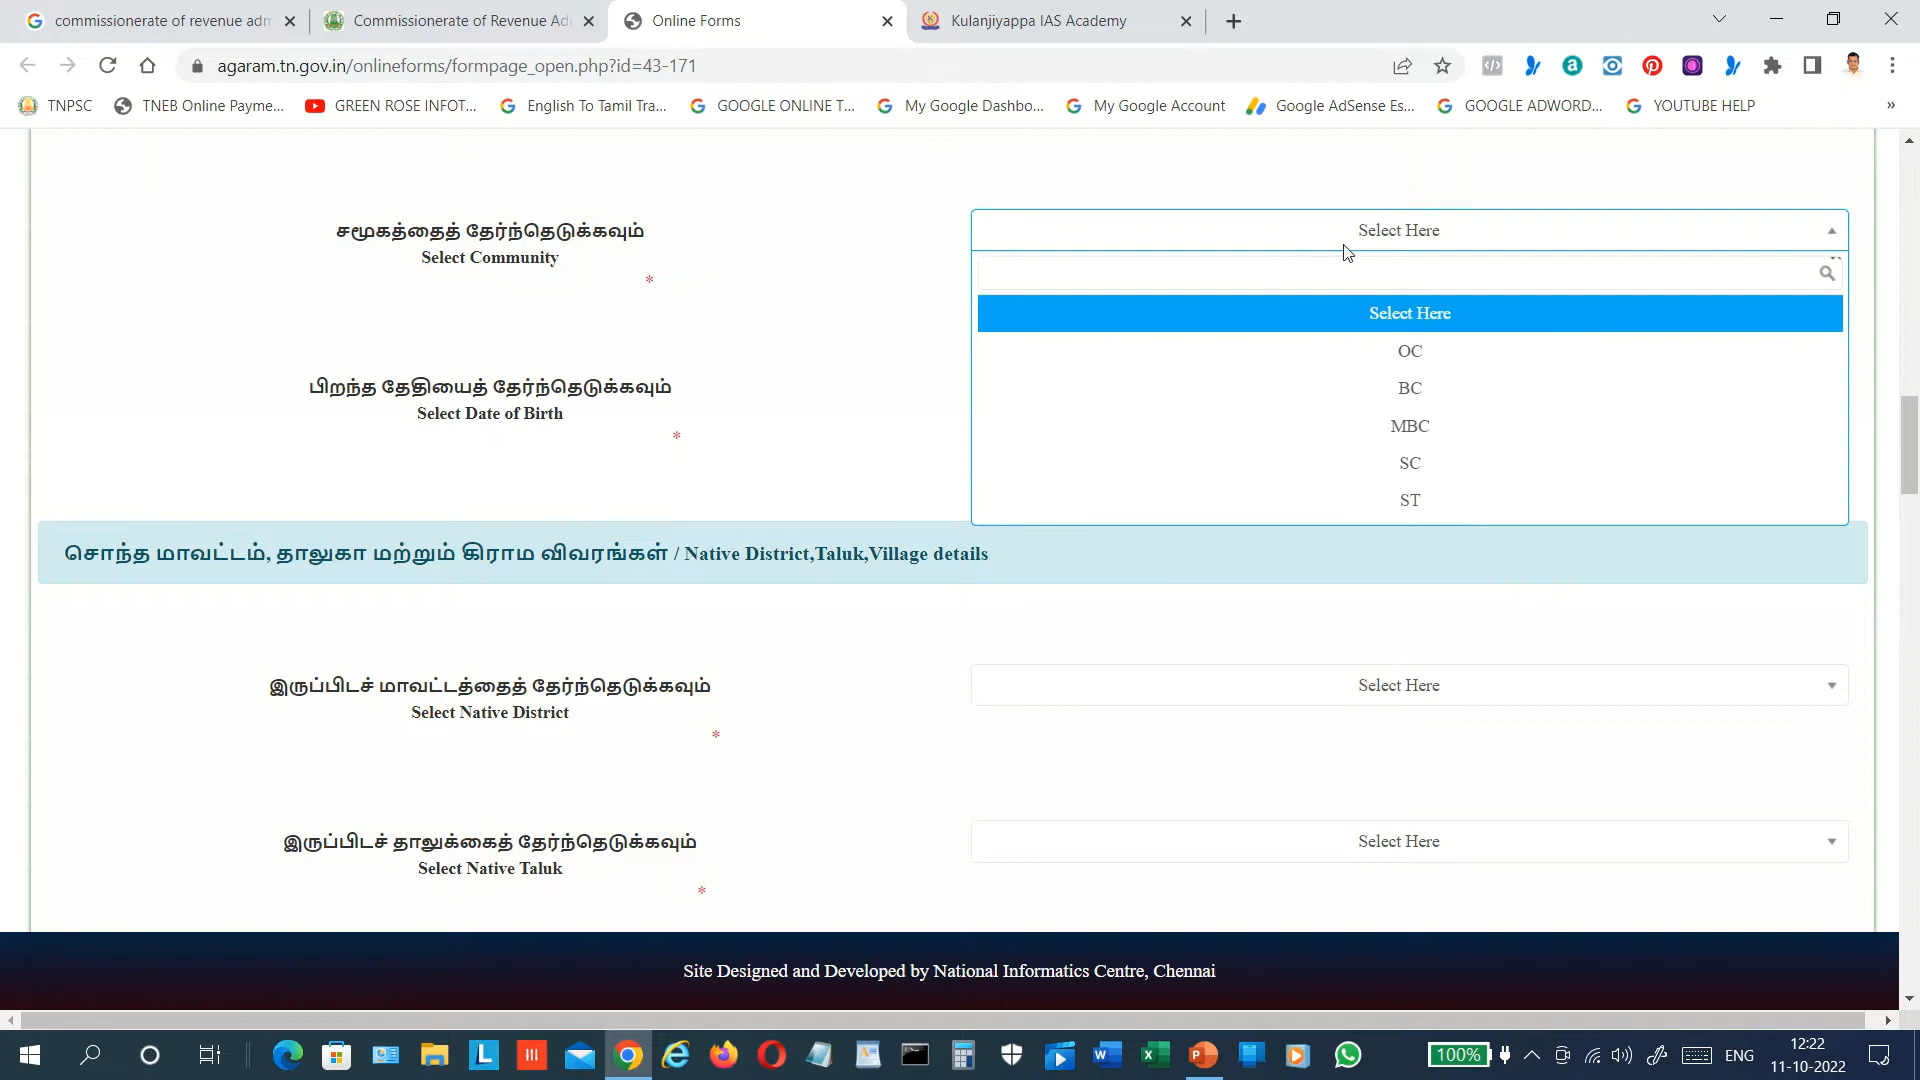 commissionerate of revenue adm
Commissionerate of Revenue Ad
Online Forms
Kulanjiyappa IAS Academy
agaram.tn.gov.in/onlineforms/formpage_open.php?id=43-171
TNPSC
TNEB Online Payme...
GREEN ROSE INFOT...
English To Tamil Tra...
GOOGLE ONLINE T...
My Google Dashbo...
My Google Account
Google AdSense Es...
GOOGLE ADWORD...
YOUTUBE HELP
»
சமூகத்தைத் தேர்ந்தெடுக்கவும்
Select Community
*
Select Here
Select Here
OC
BC
MBC
SC
ST
பிறந்த தேதியைத் தேர்ந்தெடுக்கவும்
Select Date of Birth
*
சொந்த மாவட்டம், தாலுகா மற்றும் கிராம விவரங்கள் / Native District,Taluk,Village details
இருப்பிடச் மாவட்டத்தைத் தேர்ந்தெடுக்கவும்
Select Native District
*
Select Here
இருப்பிடச் தாலுக்கைத் தேர்ந்தெடுக்கவும்
Select Native Taluk
*
Select Here
Site Designed and Developed by National Informatics Centre, Chennai
100%
ENG
12:22
11-10-2022